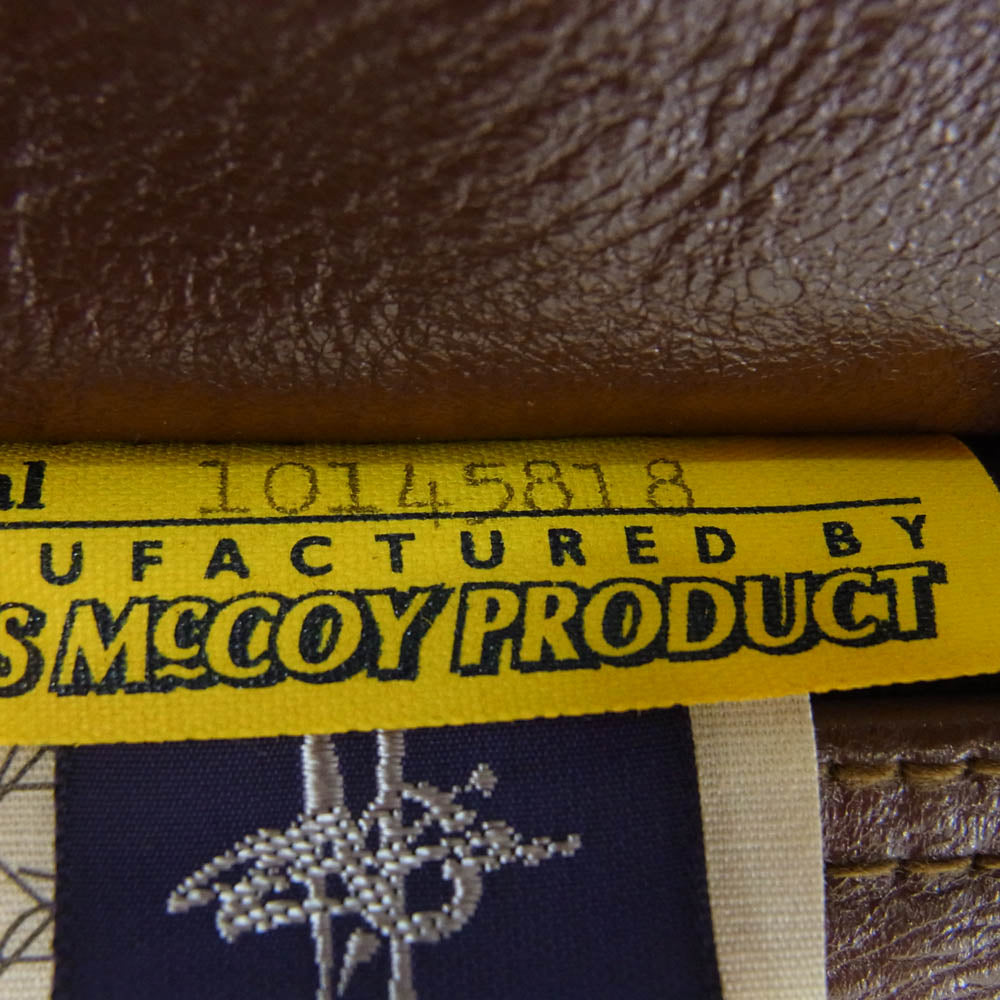 al 10145818
UFACTURED BY
S McCOY PRODUCT